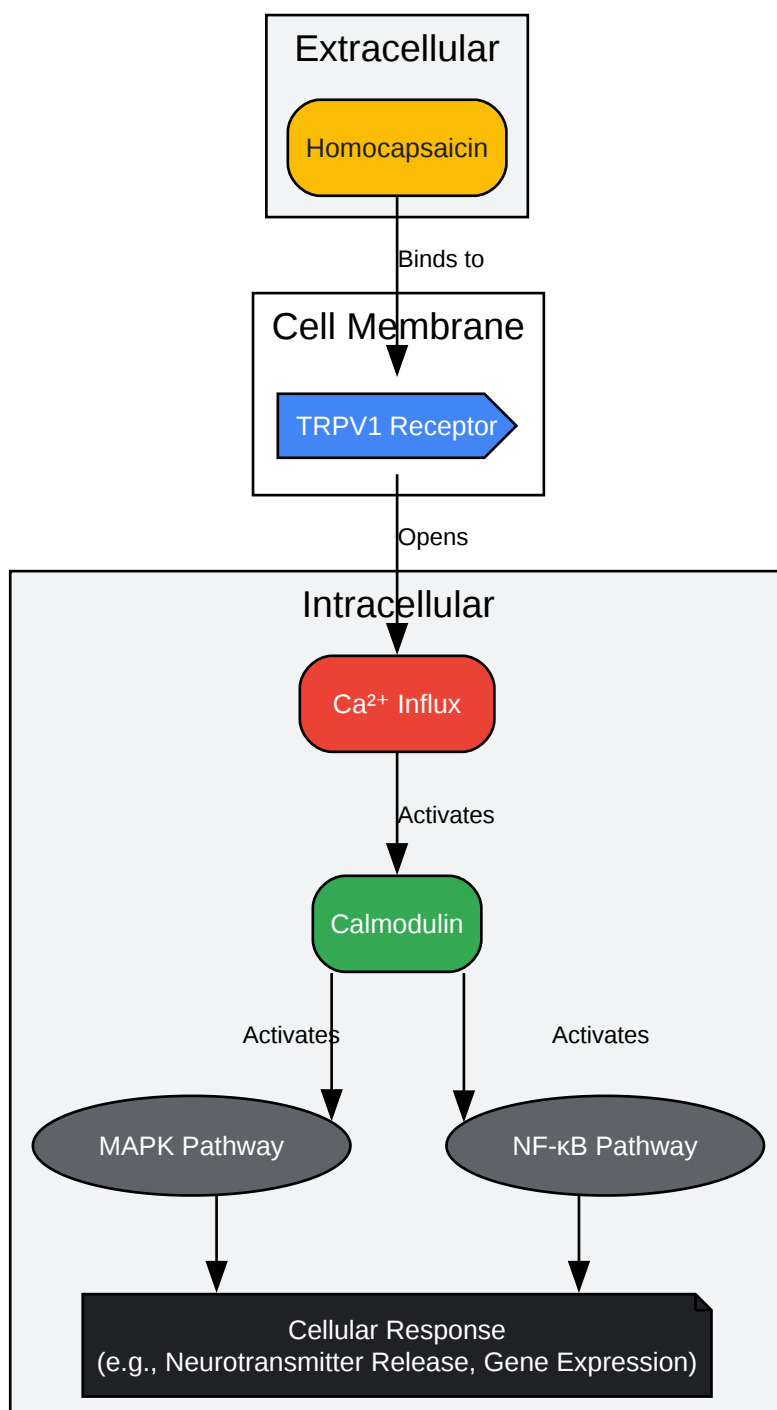 Extracellular
Homocapsaicin
Binds to
Cell Membrane
TRPV1 Receptor
Opens
Intracellular
Ca²⁺ Influx
Activates
Calmodulin
Activates
Activates
MAPK Pathway
NF-κB Pathway
Cellular Response
(e.g., Neurotransmitter Release, Gene Expression)